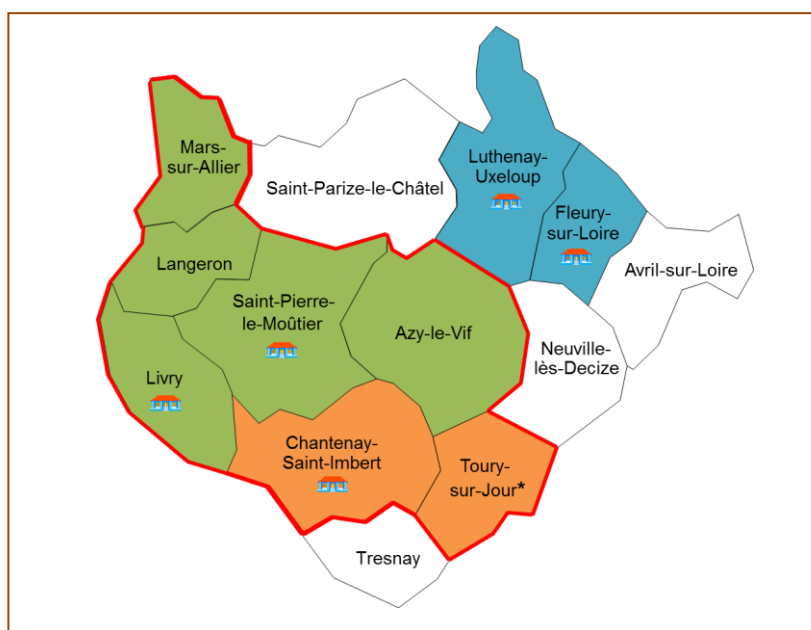 Mars-
sur-Allier
Saint-Parize-le-Châtel
Luthenay-
Uxeloup
Fleury-
sur-Loire
Avril-sur-Loire
Langeron
Saint-Pierre-
le-Moûtier
Azy-le-Vif
Neuville-
lès-Decize
Livry
Chantenay-
Saint-Imbert
Toury-
sur-Jour*
Tresnay